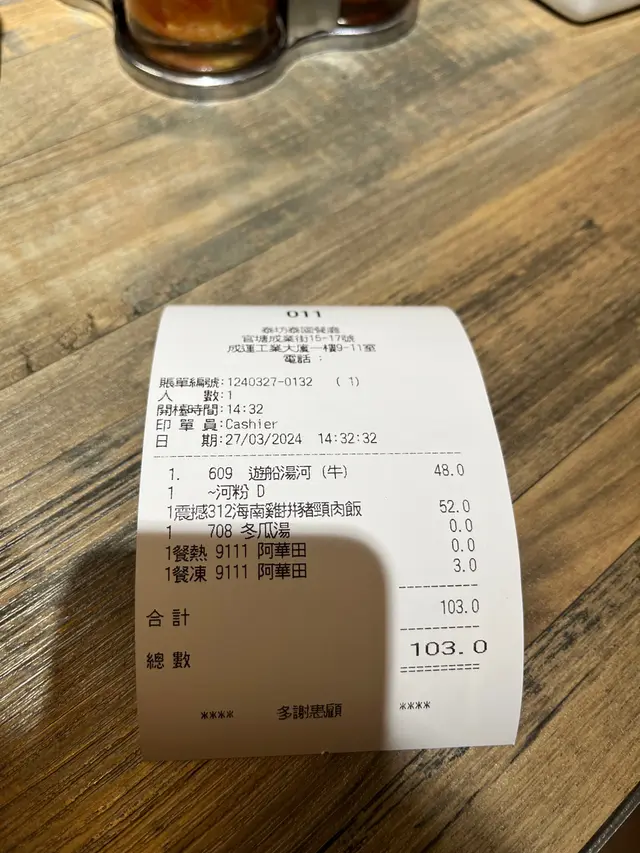 011
泰坊泰國餐廳
官塘成業街15-17號
成運工業大廈一樓9-11室
電話 :
賬單編號:1240327-0132 ( 1)
人 數:1
開檯時間:14:32
印 單 員:Cashier
日 期:27/03/2024 14:32:32
1. 609 遊船湯河 (牛) 48.0
1 ~河粉 D
1震撼312海南雞拼豬頸肉飯 52.0
1 708 冬瓜湯 0.0
1餐熱 9111 阿華田 0.0
1餐凍 9111 阿華田 3.0
合 計 103.0
總 數 103.0
**** 多謝惠顧 ****